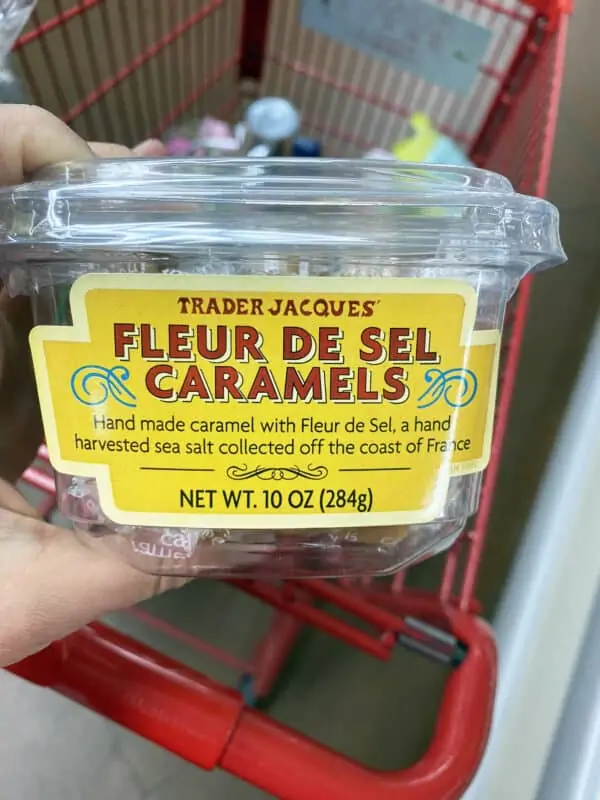 TRADER JACQUES'
FLEUR DE SEL
CARAMELS
Hand made caramel with Fleur de Sel, a hand
harvested sea salt collected off the coast of France
NET WT. 10 OZ (284g)